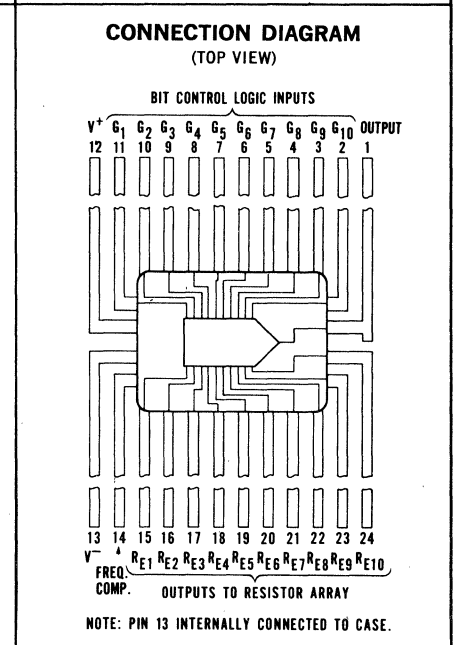 CONNECTION DIAGRAM
(TOP VIEW)
BIT CONTROL LOGIC INPUTS
V+ G1 G2 G3 G4 G5 G6 G7 G8 G9 G10 OUTPUT
12 11 10 9 8 7 6 5 4 3 2 1
13 14 15 16 17 18 19 20 21 22 23 24
V− RE1 RE2 RE3 RE4 RE5 RE6 RE7 RE8 RE9 RE10
FREQ.
COMP. OUTPUTS TO RESISTOR ARRAY
NOTE: PIN 13 INTERNALLY CONNECTED TO CASE.